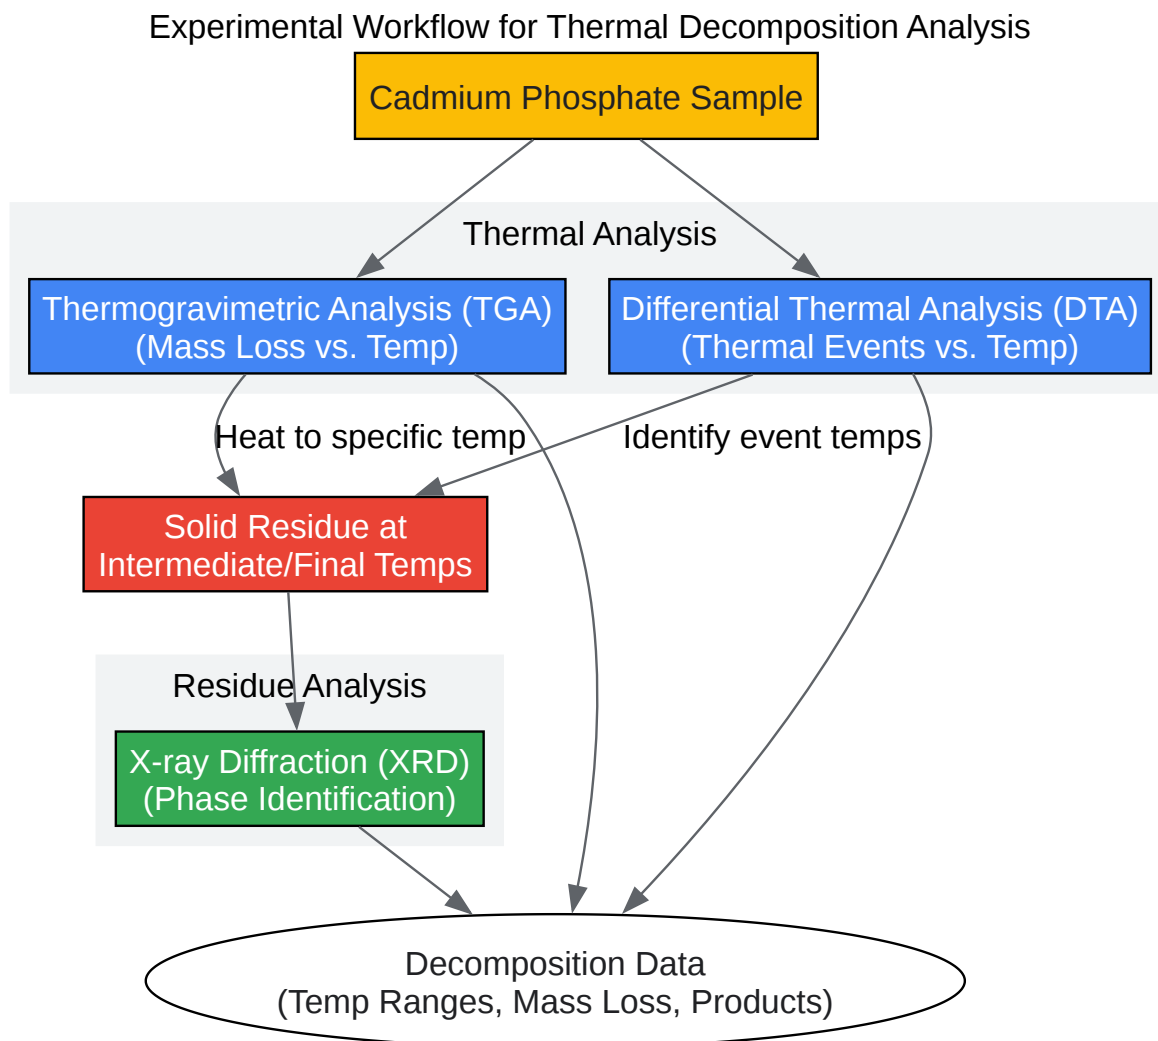 Experimental Workflow for Thermal Decomposition Analysis
Cadmium Phosphate Sample
Thermal Analysis
Thermogravimetric Analysis (TGA)
(Mass Loss vs. Temp)
Differential Thermal Analysis (DTA)
(Thermal Events vs. Temp)
Heat to specific temp
Identify event temps
Solid Residue at
Intermediate/Final Temps
Residue Analysis
X-ray Diffraction (XRD)
(Phase Identification)
Decomposition Data
(Temp Ranges, Mass Loss, Products)